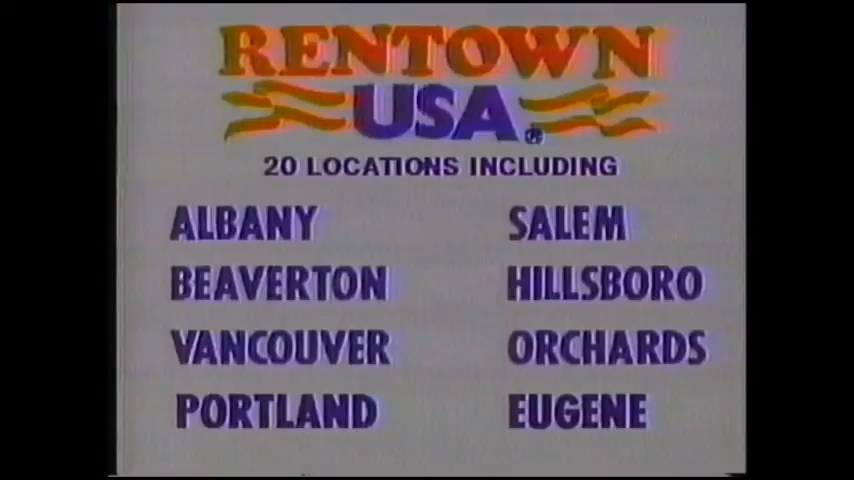 RENTOWN
USA®
20 LOCATIONS INCLUDING
ALBANY SALEM
BEAVERTON HILLSBORO
VANCOUVER ORCHARDS
PORTLAND EUGENE